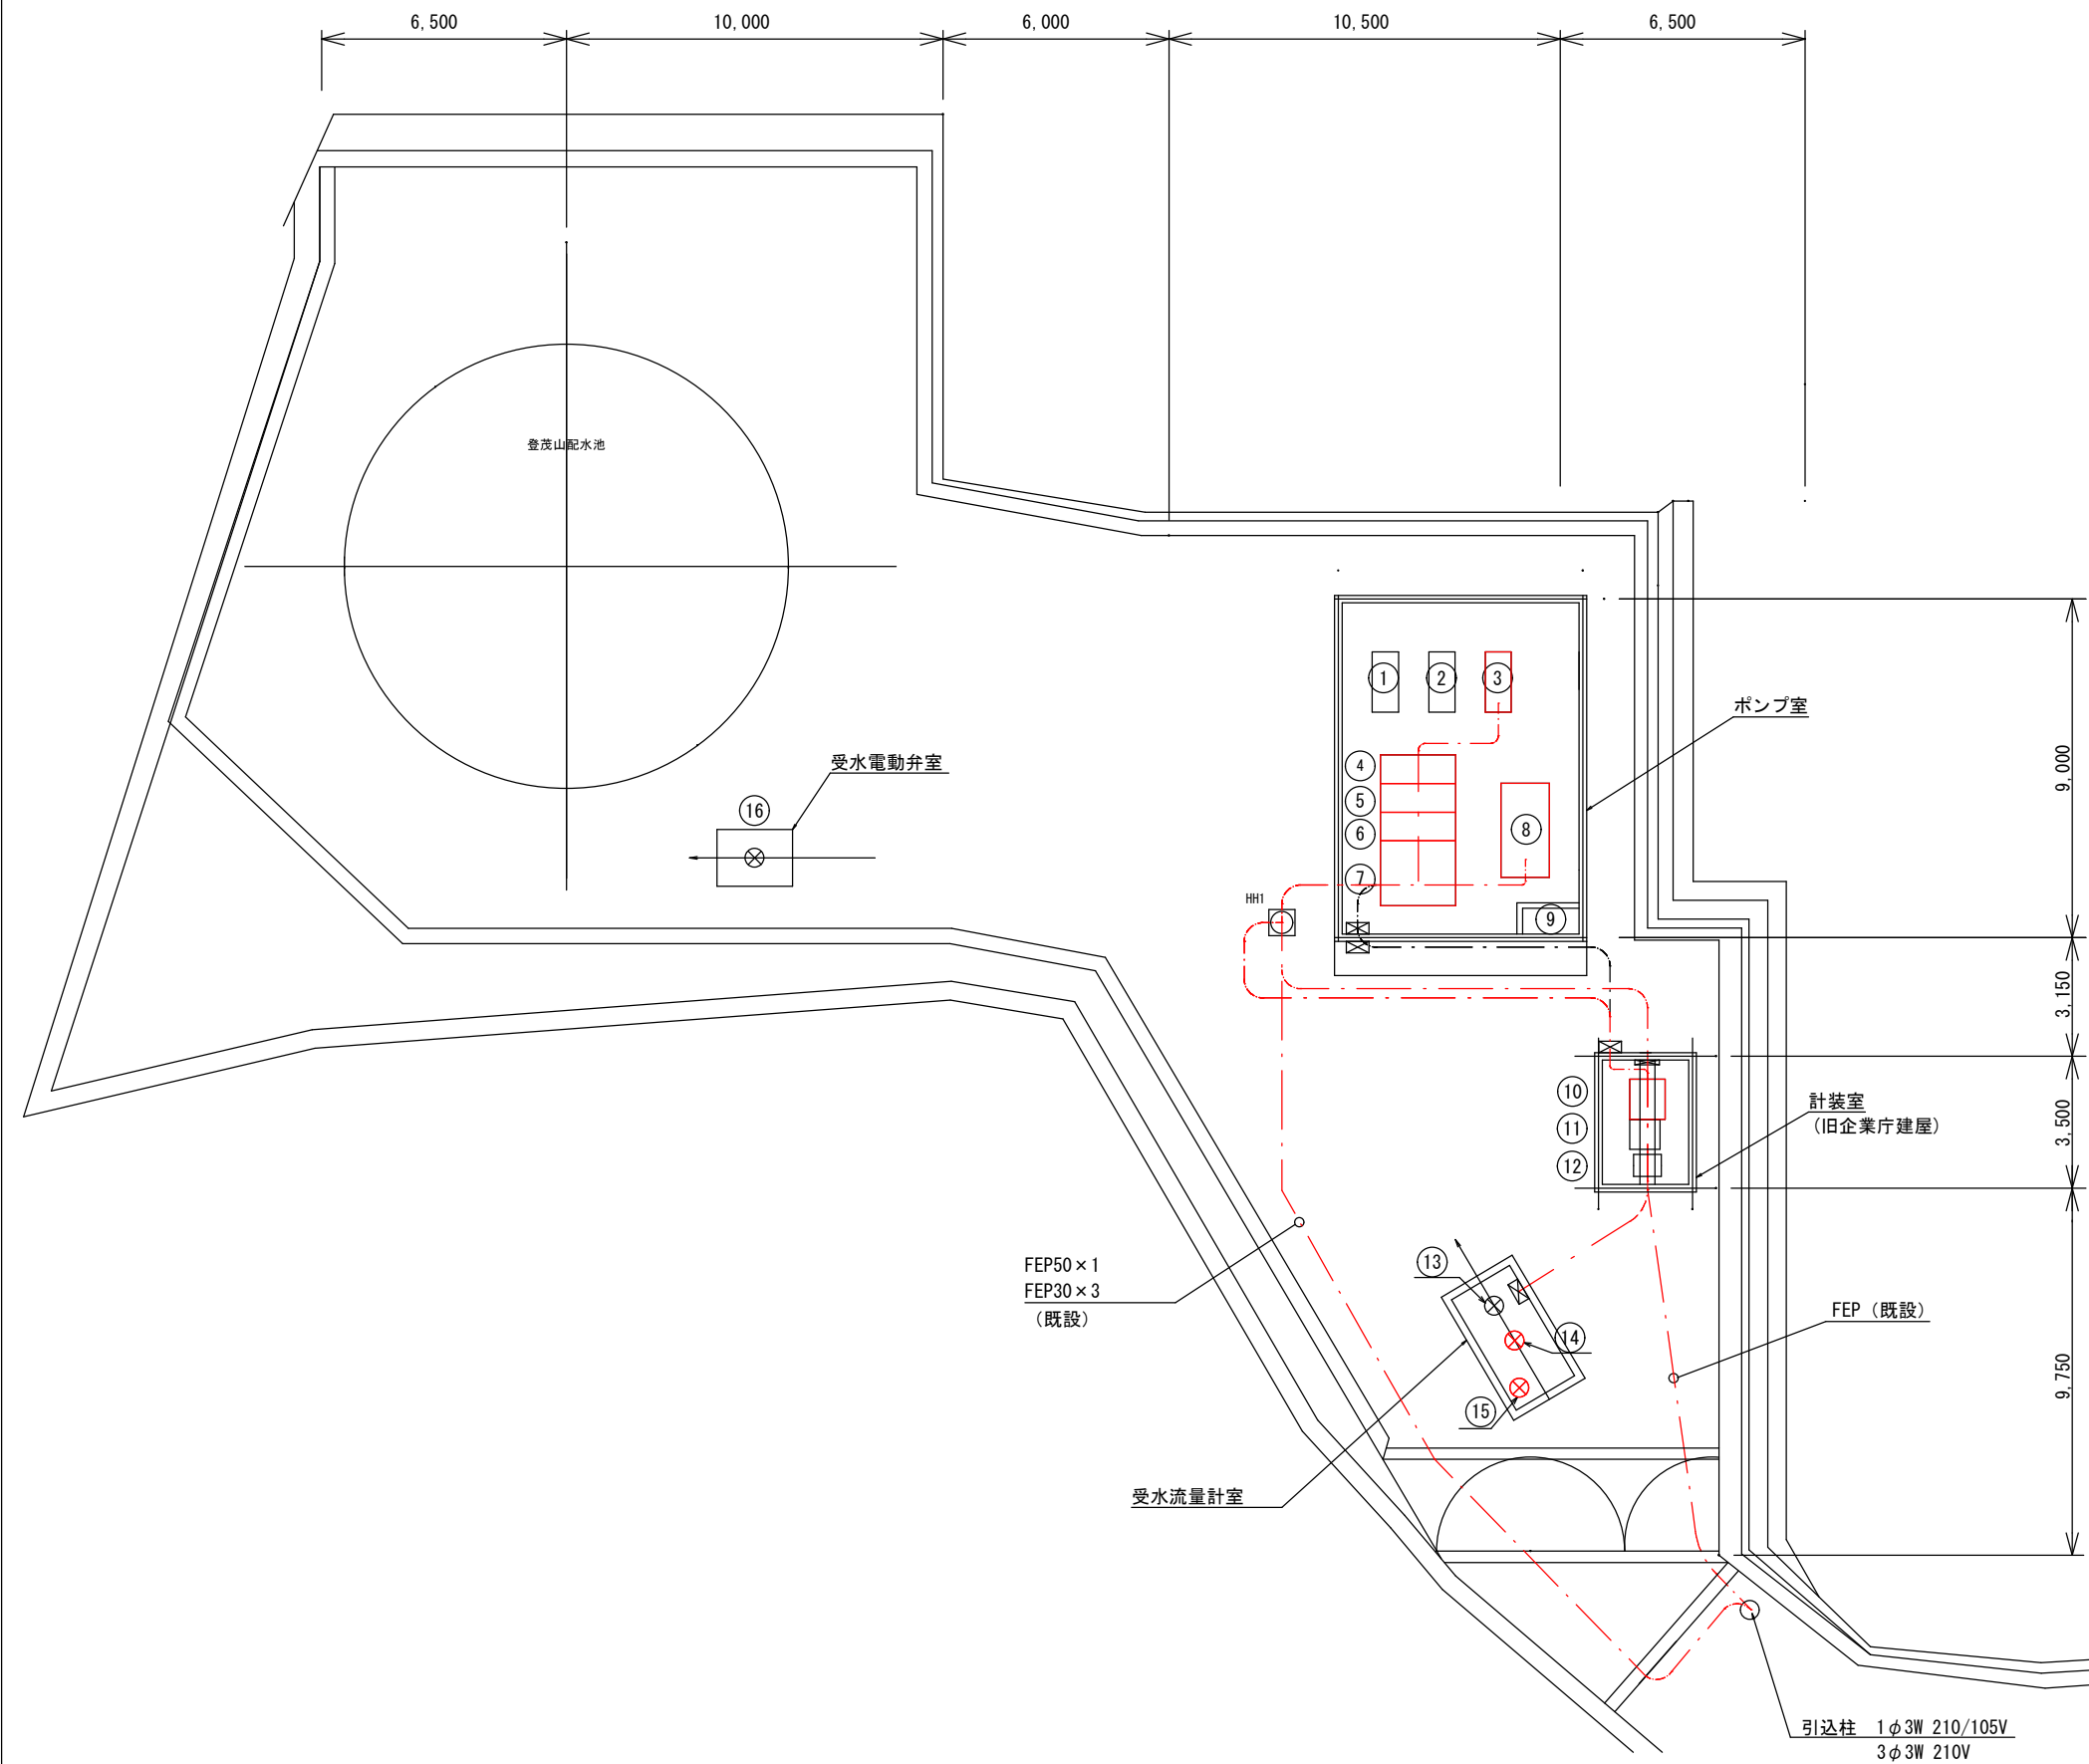 6,500
10,000
6,000
10,500
6,500
登茂山配水池
受水電動弁室
⑯
①
②
③
④
⑤
⑥
⑦
⑧
⑨
ポンプ室
HH1
9,000
3,150
3,500
9,750
⑩
⑪
⑫
計装室
(旧企業庁建屋)
FEP50×1
FEP30×3
(既設)
⑬
⑭
⑮
FEP (既設)
受水流量計室
引込柱 1φ3W 210/105V
3φ3W 210V